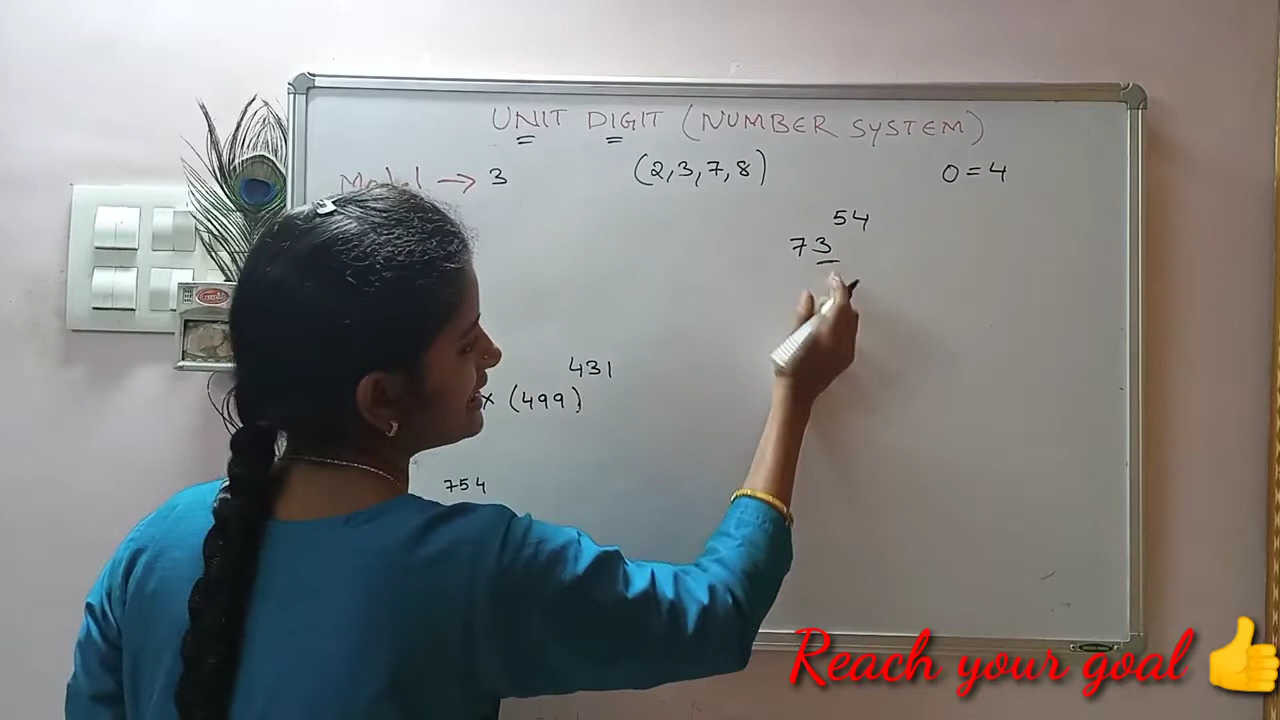 UNIT DIGIT (NUMBER SYSTEM)
Model → 3 (2,3,7,8) 0=4
73^54
× (499)^431
754
Reach your goal 👍